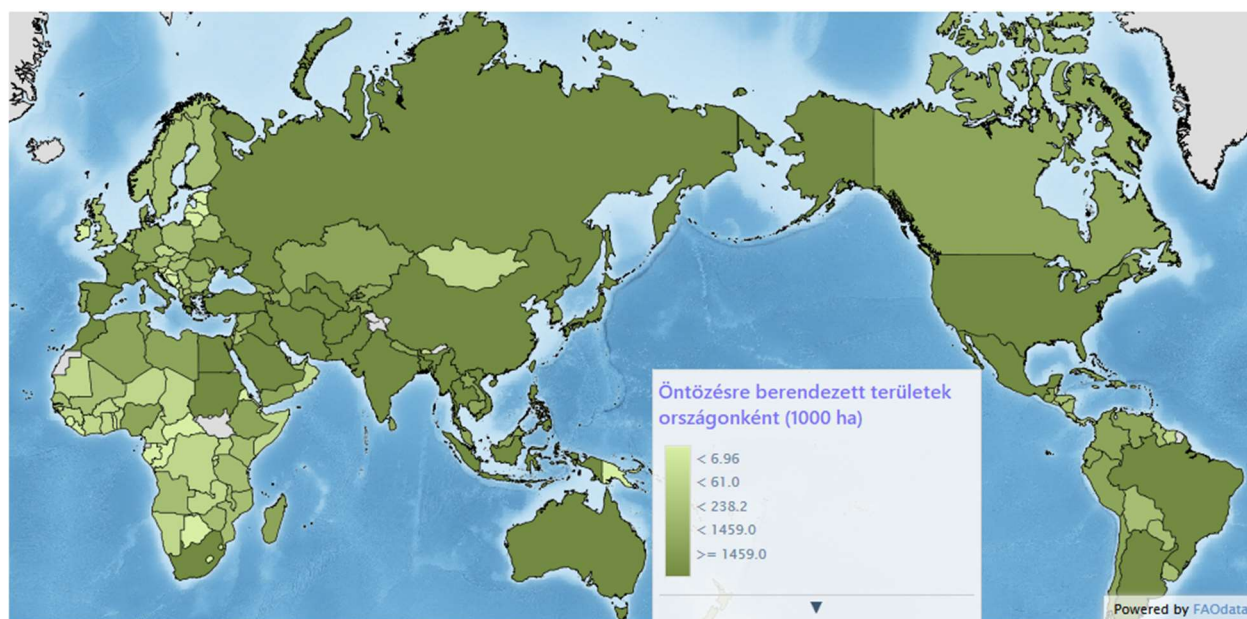 Öntözésre berendezett területek
országonként (1000 ha)
< 6.96
< 61.0
< 238.2
< 1459.0
>= 1459.0
▼
Powered by FAOdata